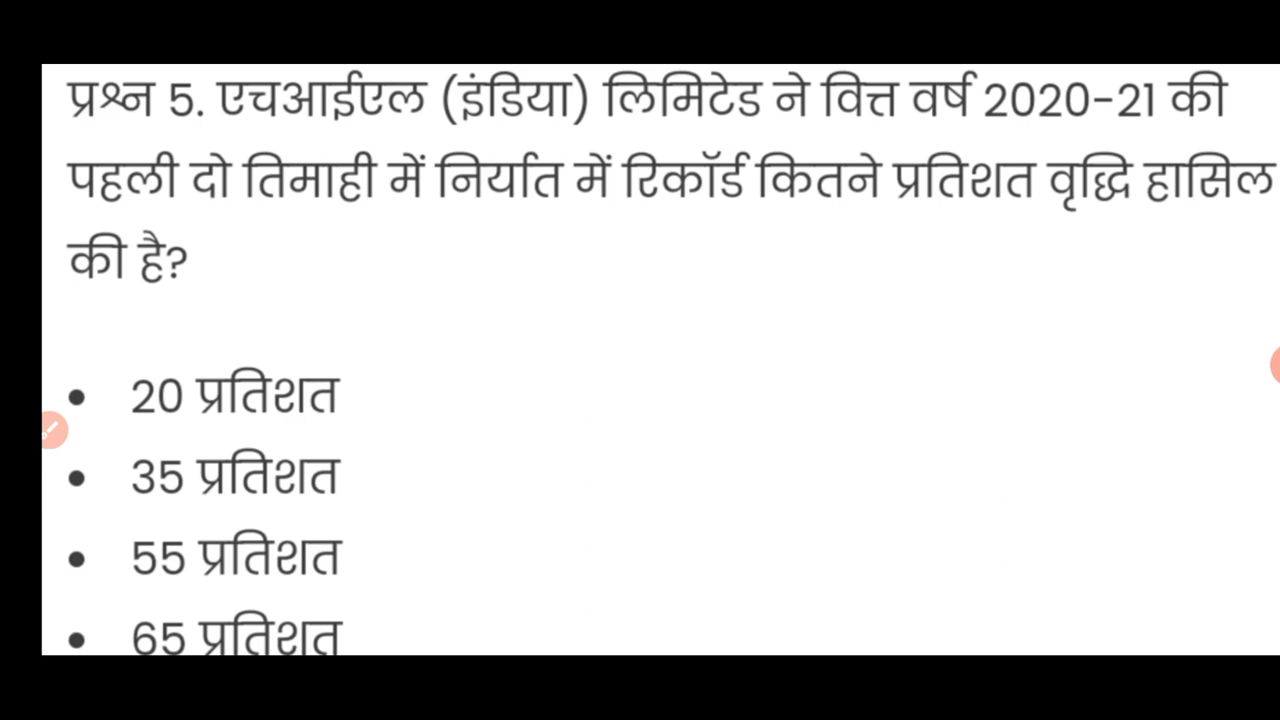 प्रश्न 5. एचआईएल (इंडिया) लिमिटेड ने वित्त वर्ष 2020-21 की
पहली दो तिमाही में निर्यात में रिकॉर्ड कितने प्रतिशत वृद्धि हासिल
की है?
• 20 प्रतिशत
• 35 प्रतिशत
• 55 प्रतिशत
• 65 प्रतिशत